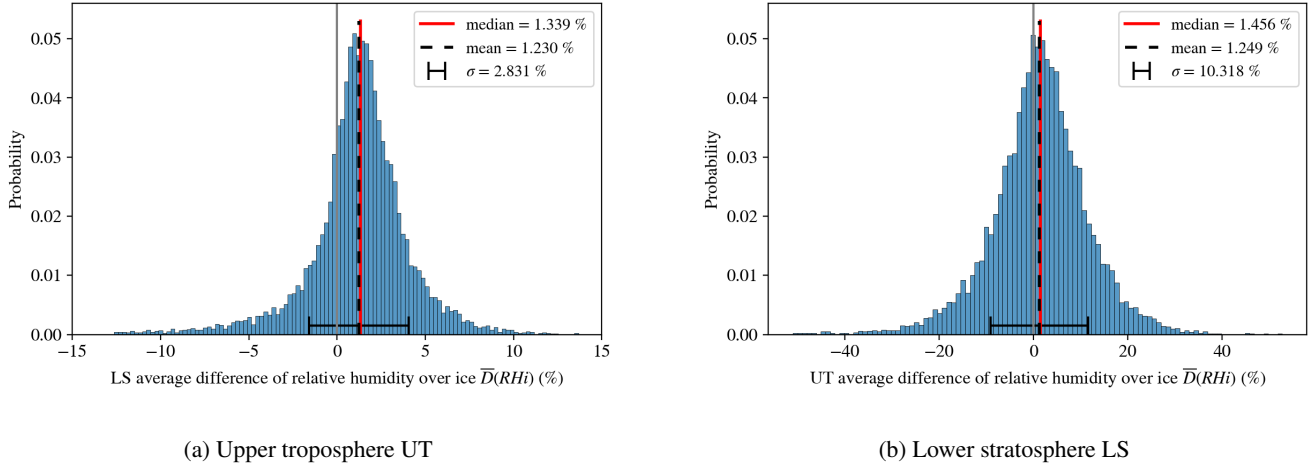 0.05
0.04
0.03
0.02
0.01
0.00
Probability
−15
−10
−5
0
5
10
15
LS average difference of relative humidity over ice D̅(RHi) (%)
median = 1.339 %
mean = 1.230 %
σ = 2.831 %
(a) Upper troposphere UT
0.05
0.04
0.03
0.02
0.01
0.00
Probability
−40
−20
0
20
40
UT average difference of relative humidity over ice D̅(RHi) (%)
median = 1.456 %
mean = 1.249 %
σ = 10.318 %
(b) Lower stratosphere LS